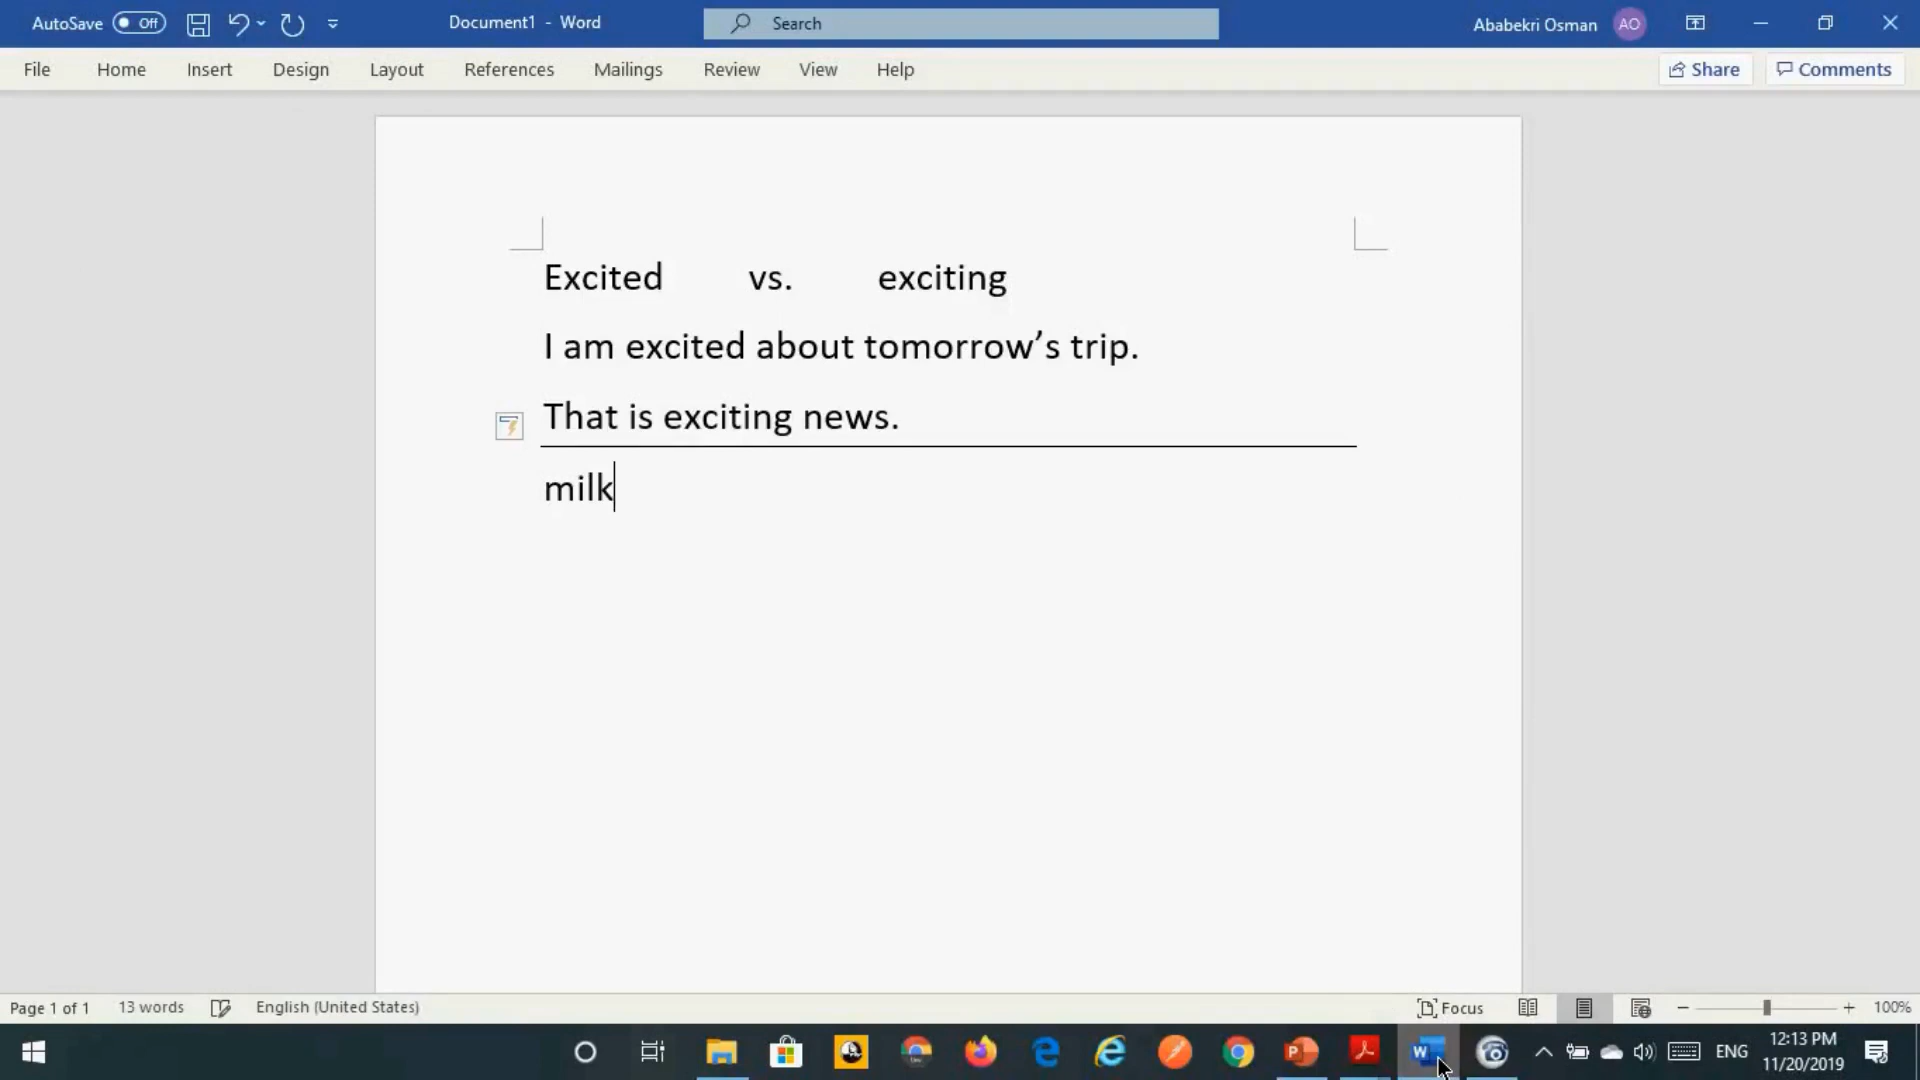 AutoSave Off Document1 - Word Search Ababekri Osman AO
File Home Insert Design Layout References Mailings Review View Help Share Comments
Excited vs. exciting
I am excited about tomorrow’s trip.
That is exciting news.
milk
Page 1 of 1 13 words English (United States) Focus 100%
ENG 12:13 PM
11/20/2019